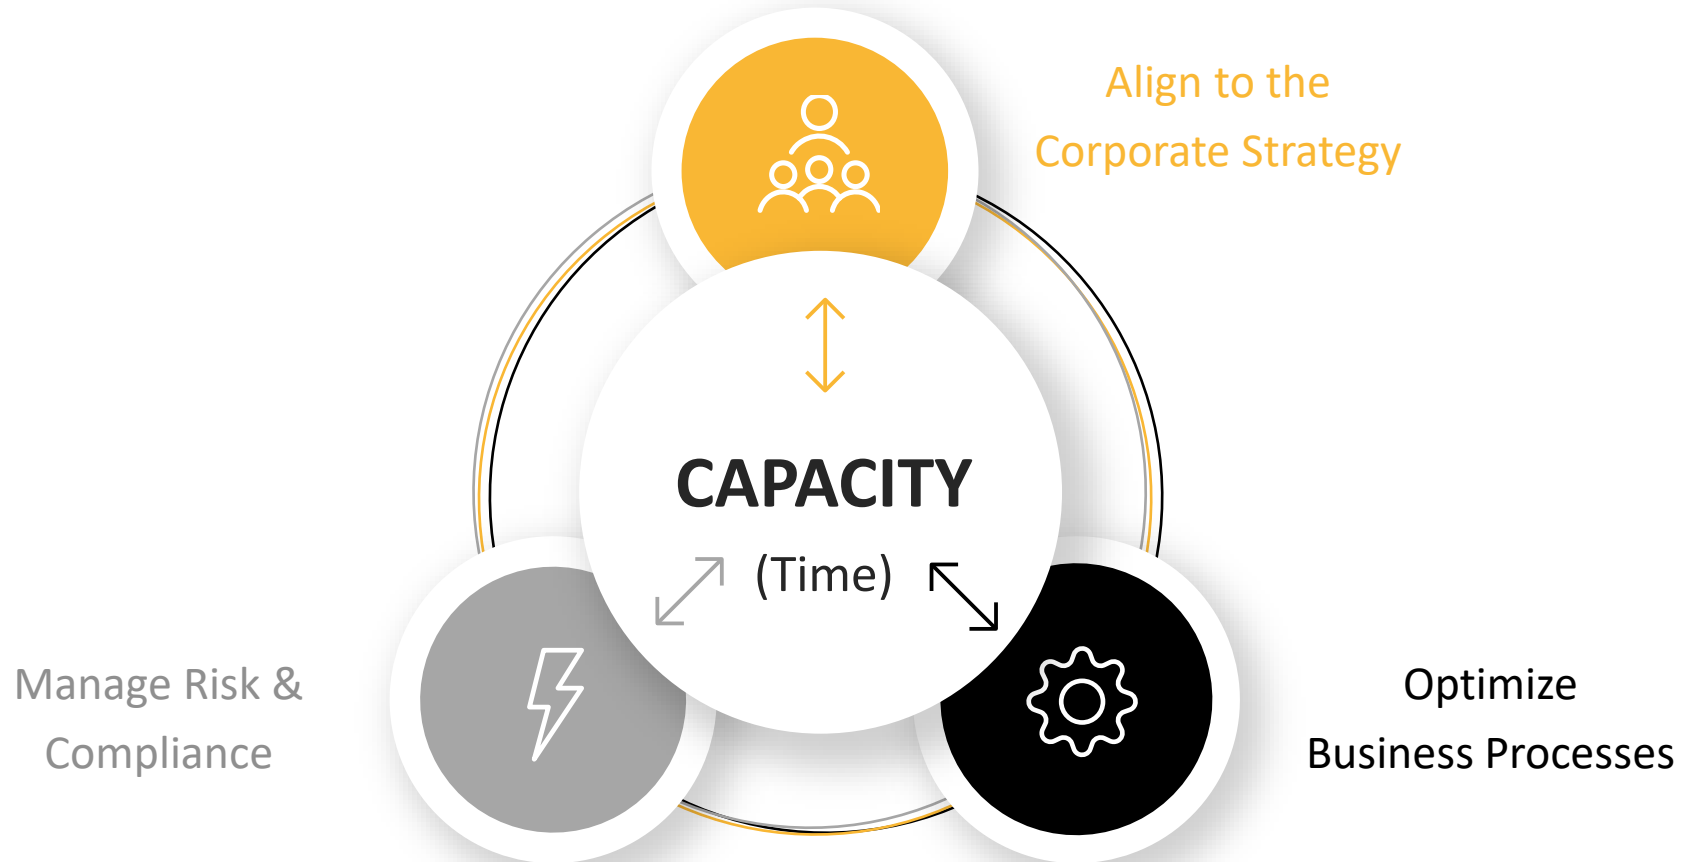 Align to the
Corporate Strategy
CAPACITY
(Time)
Manage Risk &
Compliance
Optimize
Business Processes